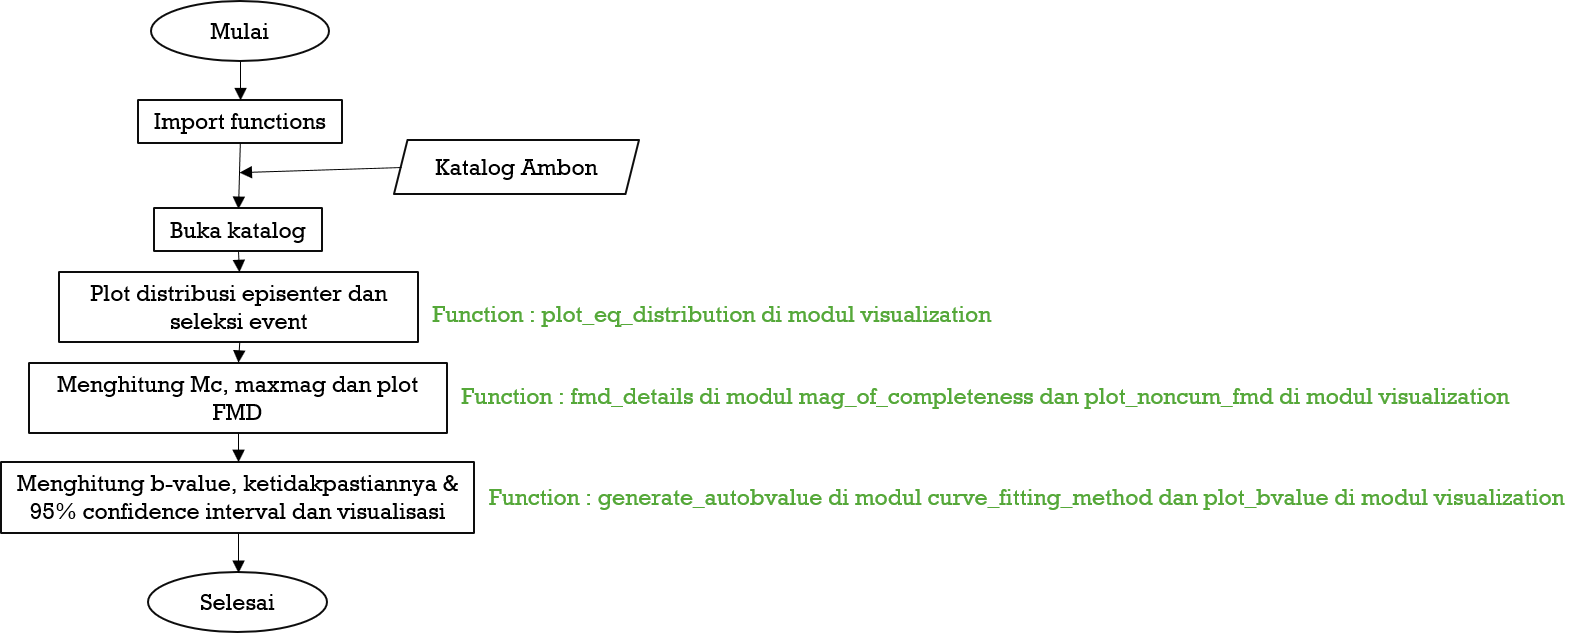 Mulai
Import functions
Katalog Ambon
Buka katalog
Plot distribusi episenter dan
seleksi event
Function : plot_eq_distribution di modul visualization
Menghitung Mc, maxmag dan plot
FMD
Function : fmd_details di modul mag_of_completeness dan plot_noncum_fmd di modul visualization
Menghitung b-value, ketidakpastiannya &
95% confidence interval dan visualisasi
Function : generate_autobvalue di modul curve_fitting_method dan plot_bvalue di modul visualization
Selesai